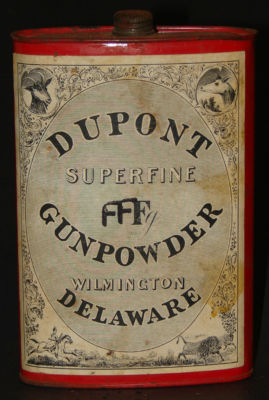 DUPONT
SUPERFINE
FFFg
GUNPOWDER
WILMINGTON
DELAWARE